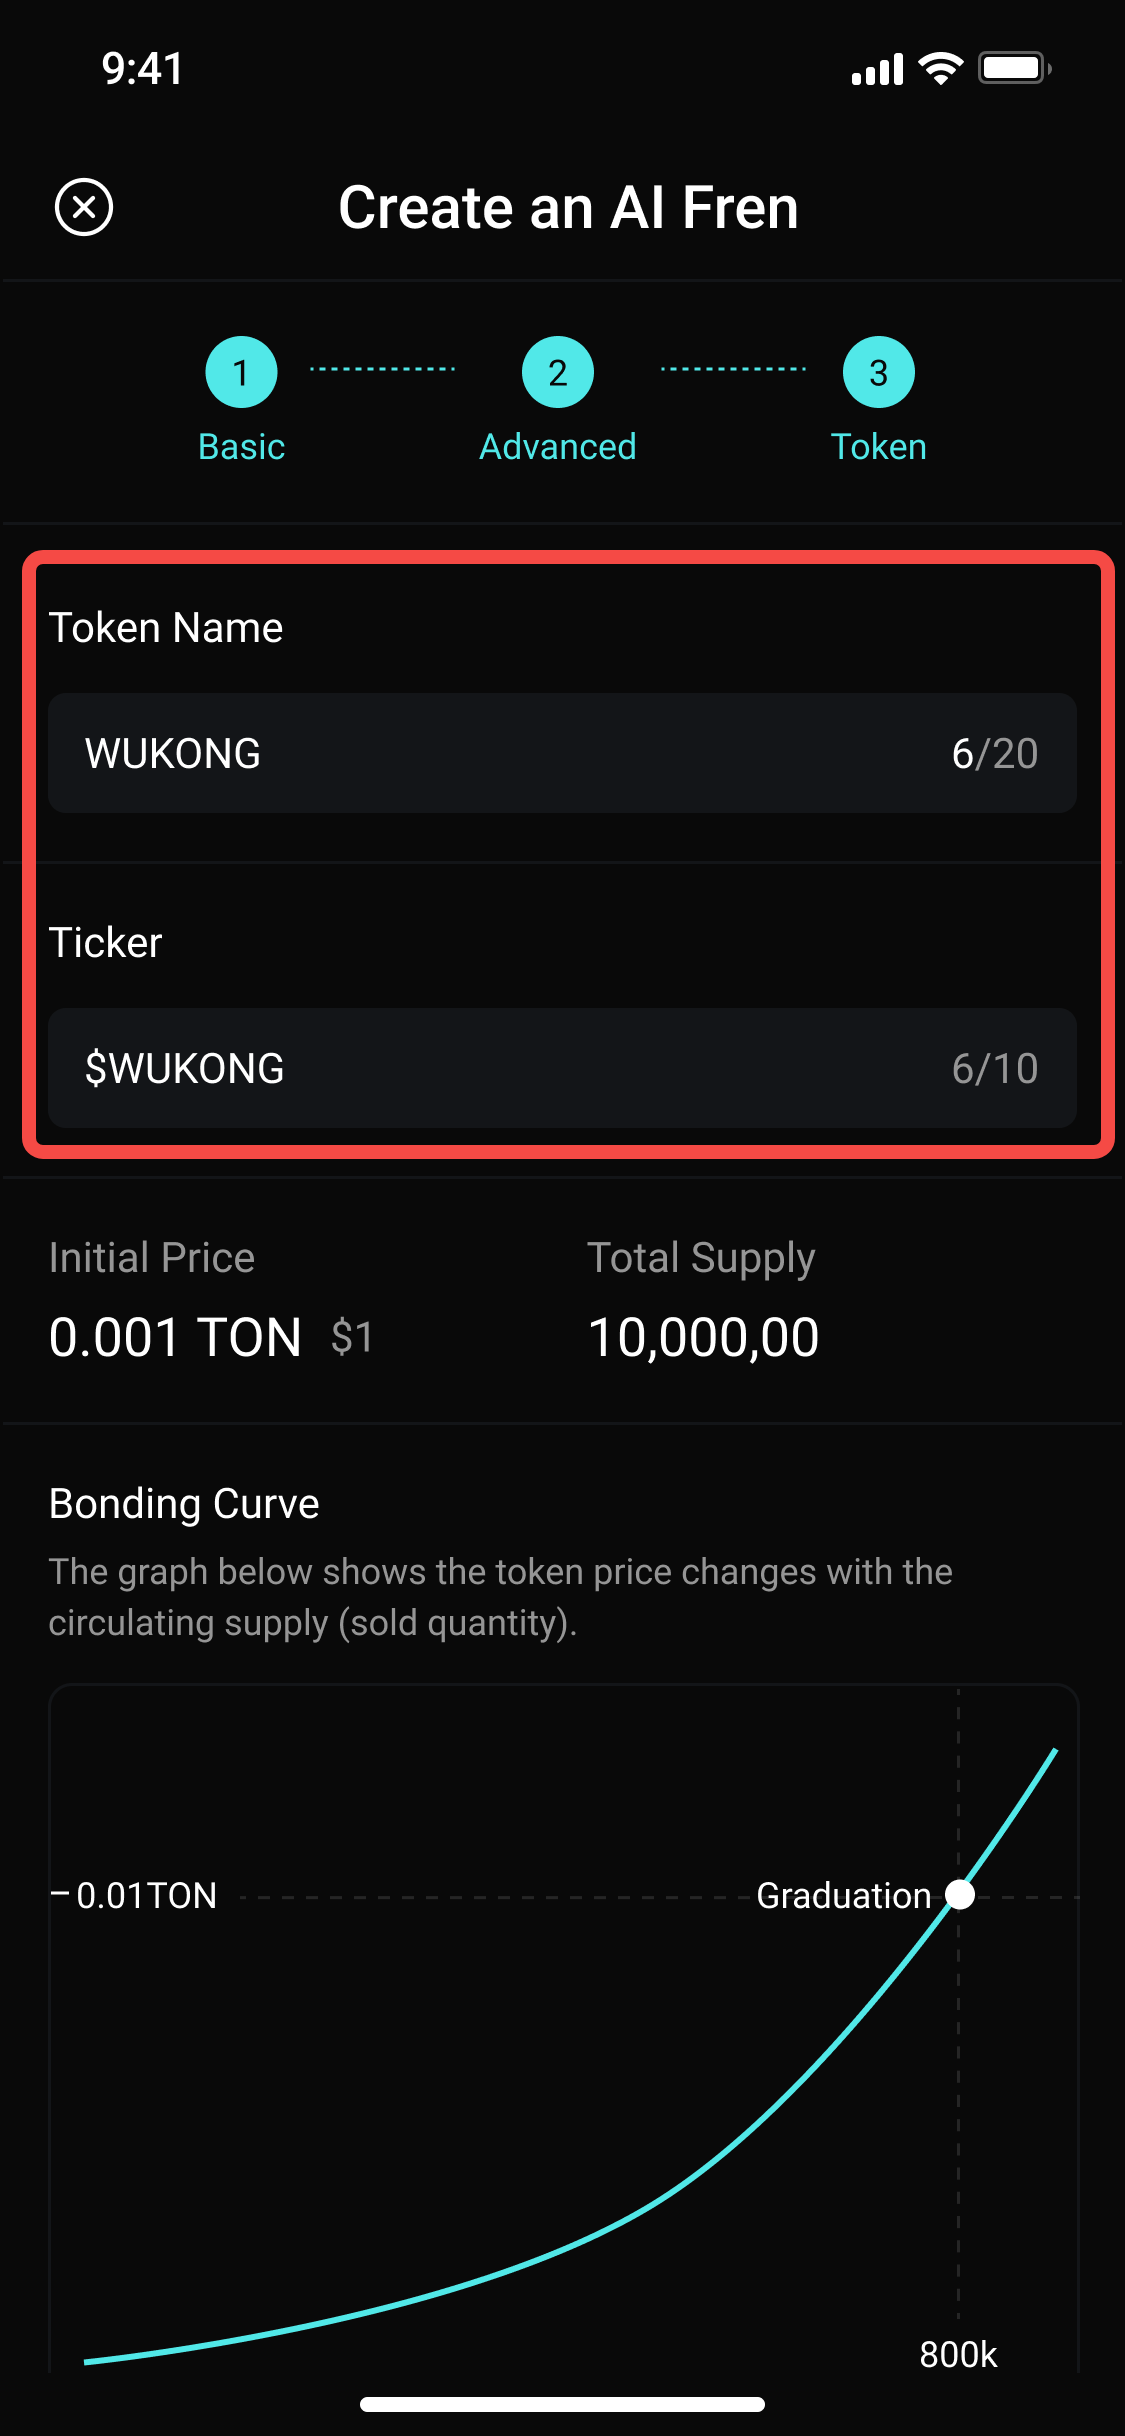 9:41
Create an AI Fren
1
2
3
Basic
Advanced
Token
Token Name
WUKONG 6/20
Ticker
$WUKONG 6/10
Initial Price
Total Supply
0.001 TON $1
10,000,00
Bonding Curve
The graph below shows the token price changes with the
circulating supply (sold quantity).
0.01TON
Graduation
800k